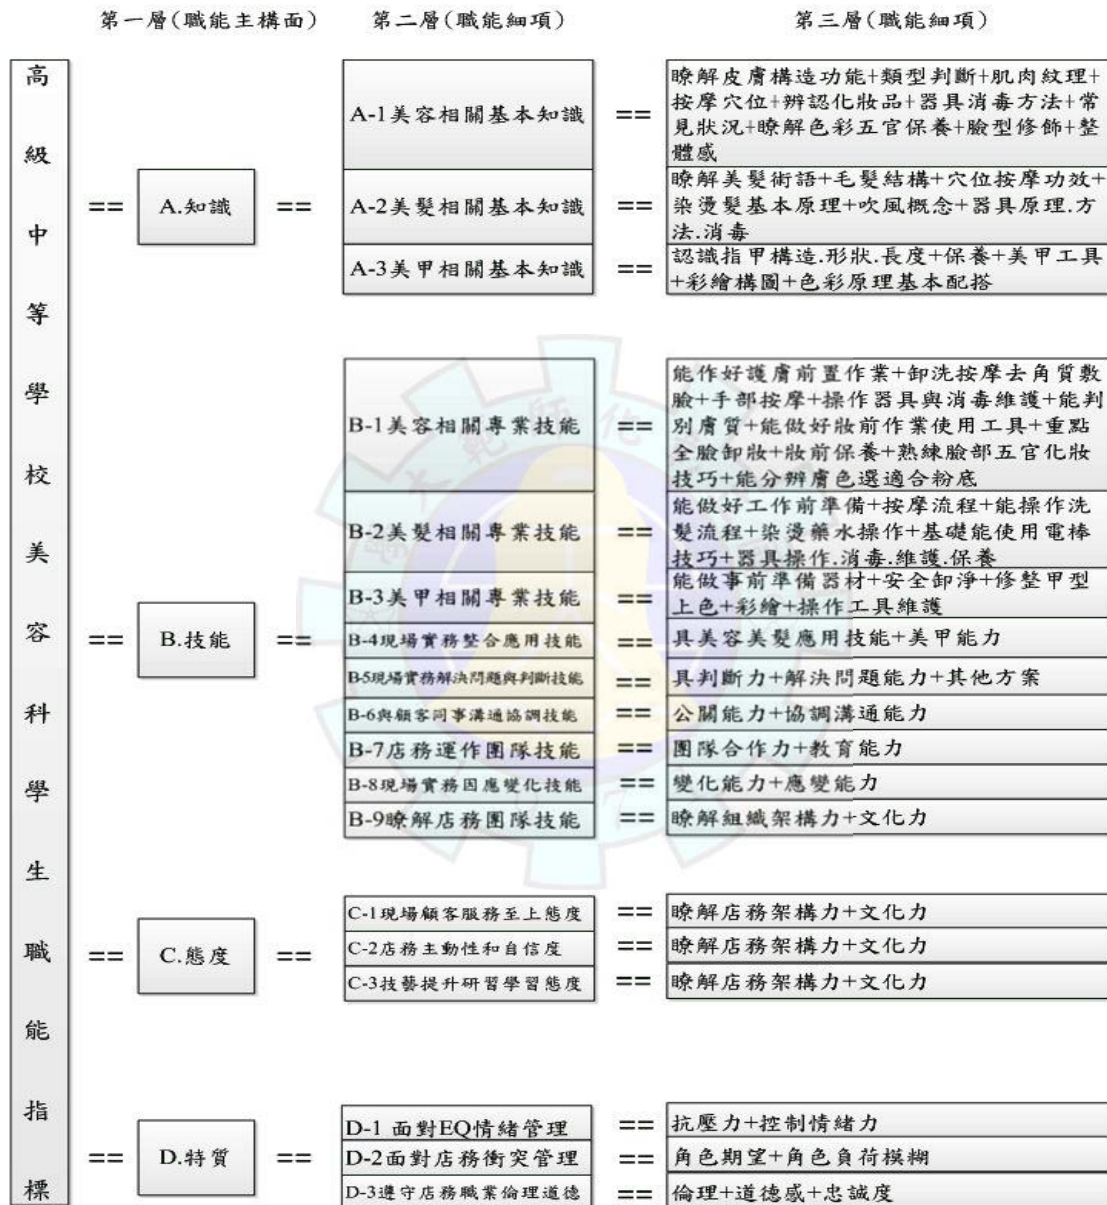 第一層(職能主構面)
第二層(職能細項)
第三層(職能細項)
高級中等學校美容科學生職能指標
==
A.知識
==
A-1美容相關基本知識
==
瞭解皮膚構造功能+類型判斷+肌肉紋理+
按摩穴位+辨認化妝品+器具消毒方法+常
見狀況+瞭解色彩五官保養+臉型修飾+整
體感
A-2美髮相關基本知識
==
瞭解美髮術語+毛髮結構+穴位按摩功效+
染燙髮基本原理+吹風概念+器具原理.方
法.消毒
A-3美甲相關基本知識
==
認識指甲構造.形狀.長度+保養+美甲工具
+彩繪構圖+色彩原理基本配搭
==
B.技能
==
B-1美容相關專業技能
==
能作好護膚前置作業+卸洗按摩去角質敷
臉+手部按摩+操作器具與消毒維護+能判
別膚質+能做好妝前作業使用工具+重點
全臉卸妝+妝前保養+熟練臉部五官化妝
技巧+能分辨膚色選適合粉底
B-2美髮相關專業技能
==
能做好工作前準備+按摩流程+能操作洗
髮流程+染燙藥水操作+基礎能使用電棒
技巧+器具操作.消毒.維護.保養
B-3美甲相關專業技能
==
能做事前準備器材+安全卸淨+修整甲型
上色+彩繪+操作工具維護
B-4現場實務整合應用技能
==
具美容美髮應用技能+美甲能力
B-5現場實務解決問題與判斷技能
==
具判斷力+解決問題能力+其他方案
B-6與顧客同事溝通協調技能
==
公關能力+協調溝通能力
B-7店務運作團隊技能
==
團隊合作力+教育能力
B-8現場實務因應變化技能
==
變化能力+應變能力
B-9瞭解店務團隊技能
==
瞭解組織架構力+文化力
==
C.態度
==
C-1現場顧客服務至上態度
==
瞭解店務架構力+文化力
C-2店務主動性和自信度
==
瞭解店務架構力+文化力
C-3技藝提升研習學習態度
==
瞭解店務架構力+文化力
==
D.特質
==
D-1 面對EQ情緒管理
==
抗壓力+控制情緒力
D-2面對店務衝突管理
==
角色期望+角色負荷模糊
D-3遵守店務職業倫理道德
==
倫理+道德感+忠誠度